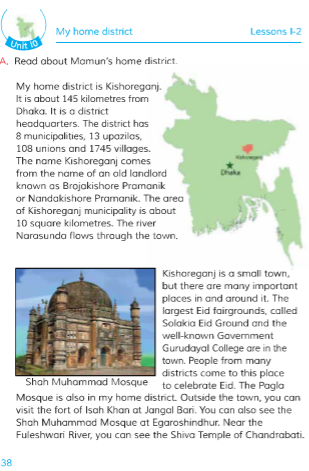 Unit 10
My home district
Lessons 1-2
A. Read about Mamun's home district.
My home district is Kishoreganj.
It is about 145 kilometres from
Dhaka. It is a district
headquarters. The district has
8 municipalities, 13 upazilas,
108 unions and 1745 villages.
The name Kishoreganj comes
from the name of an old landlord
known as Brojakishore Pramanik
or Nandakishore Pramanik. The area
of Kishoreganj municipality is about
10 square kilometres. The river
Narasunda flows through the town.
Kishoreganj
Dhaka
Kishoreganj is a small town,
but there are many important
places in and around it. The
largest Eid fairgrounds, called
Solakia Eid Ground and the
well-known Government
Gurudayal College are in the
town. People from many
districts come to this place
to celebrate Eid. The Pagla
Shah Muhammad Mosque
Mosque is also in my home district. Outside the town, you can
visit the fort of Isah Khan at Jangal Bari. You can also see the
Shah Muhammad Mosque at Egaroshindhur. Near the
Fuleshwari River, you can see the Shiva Temple of Chandrabati.
38